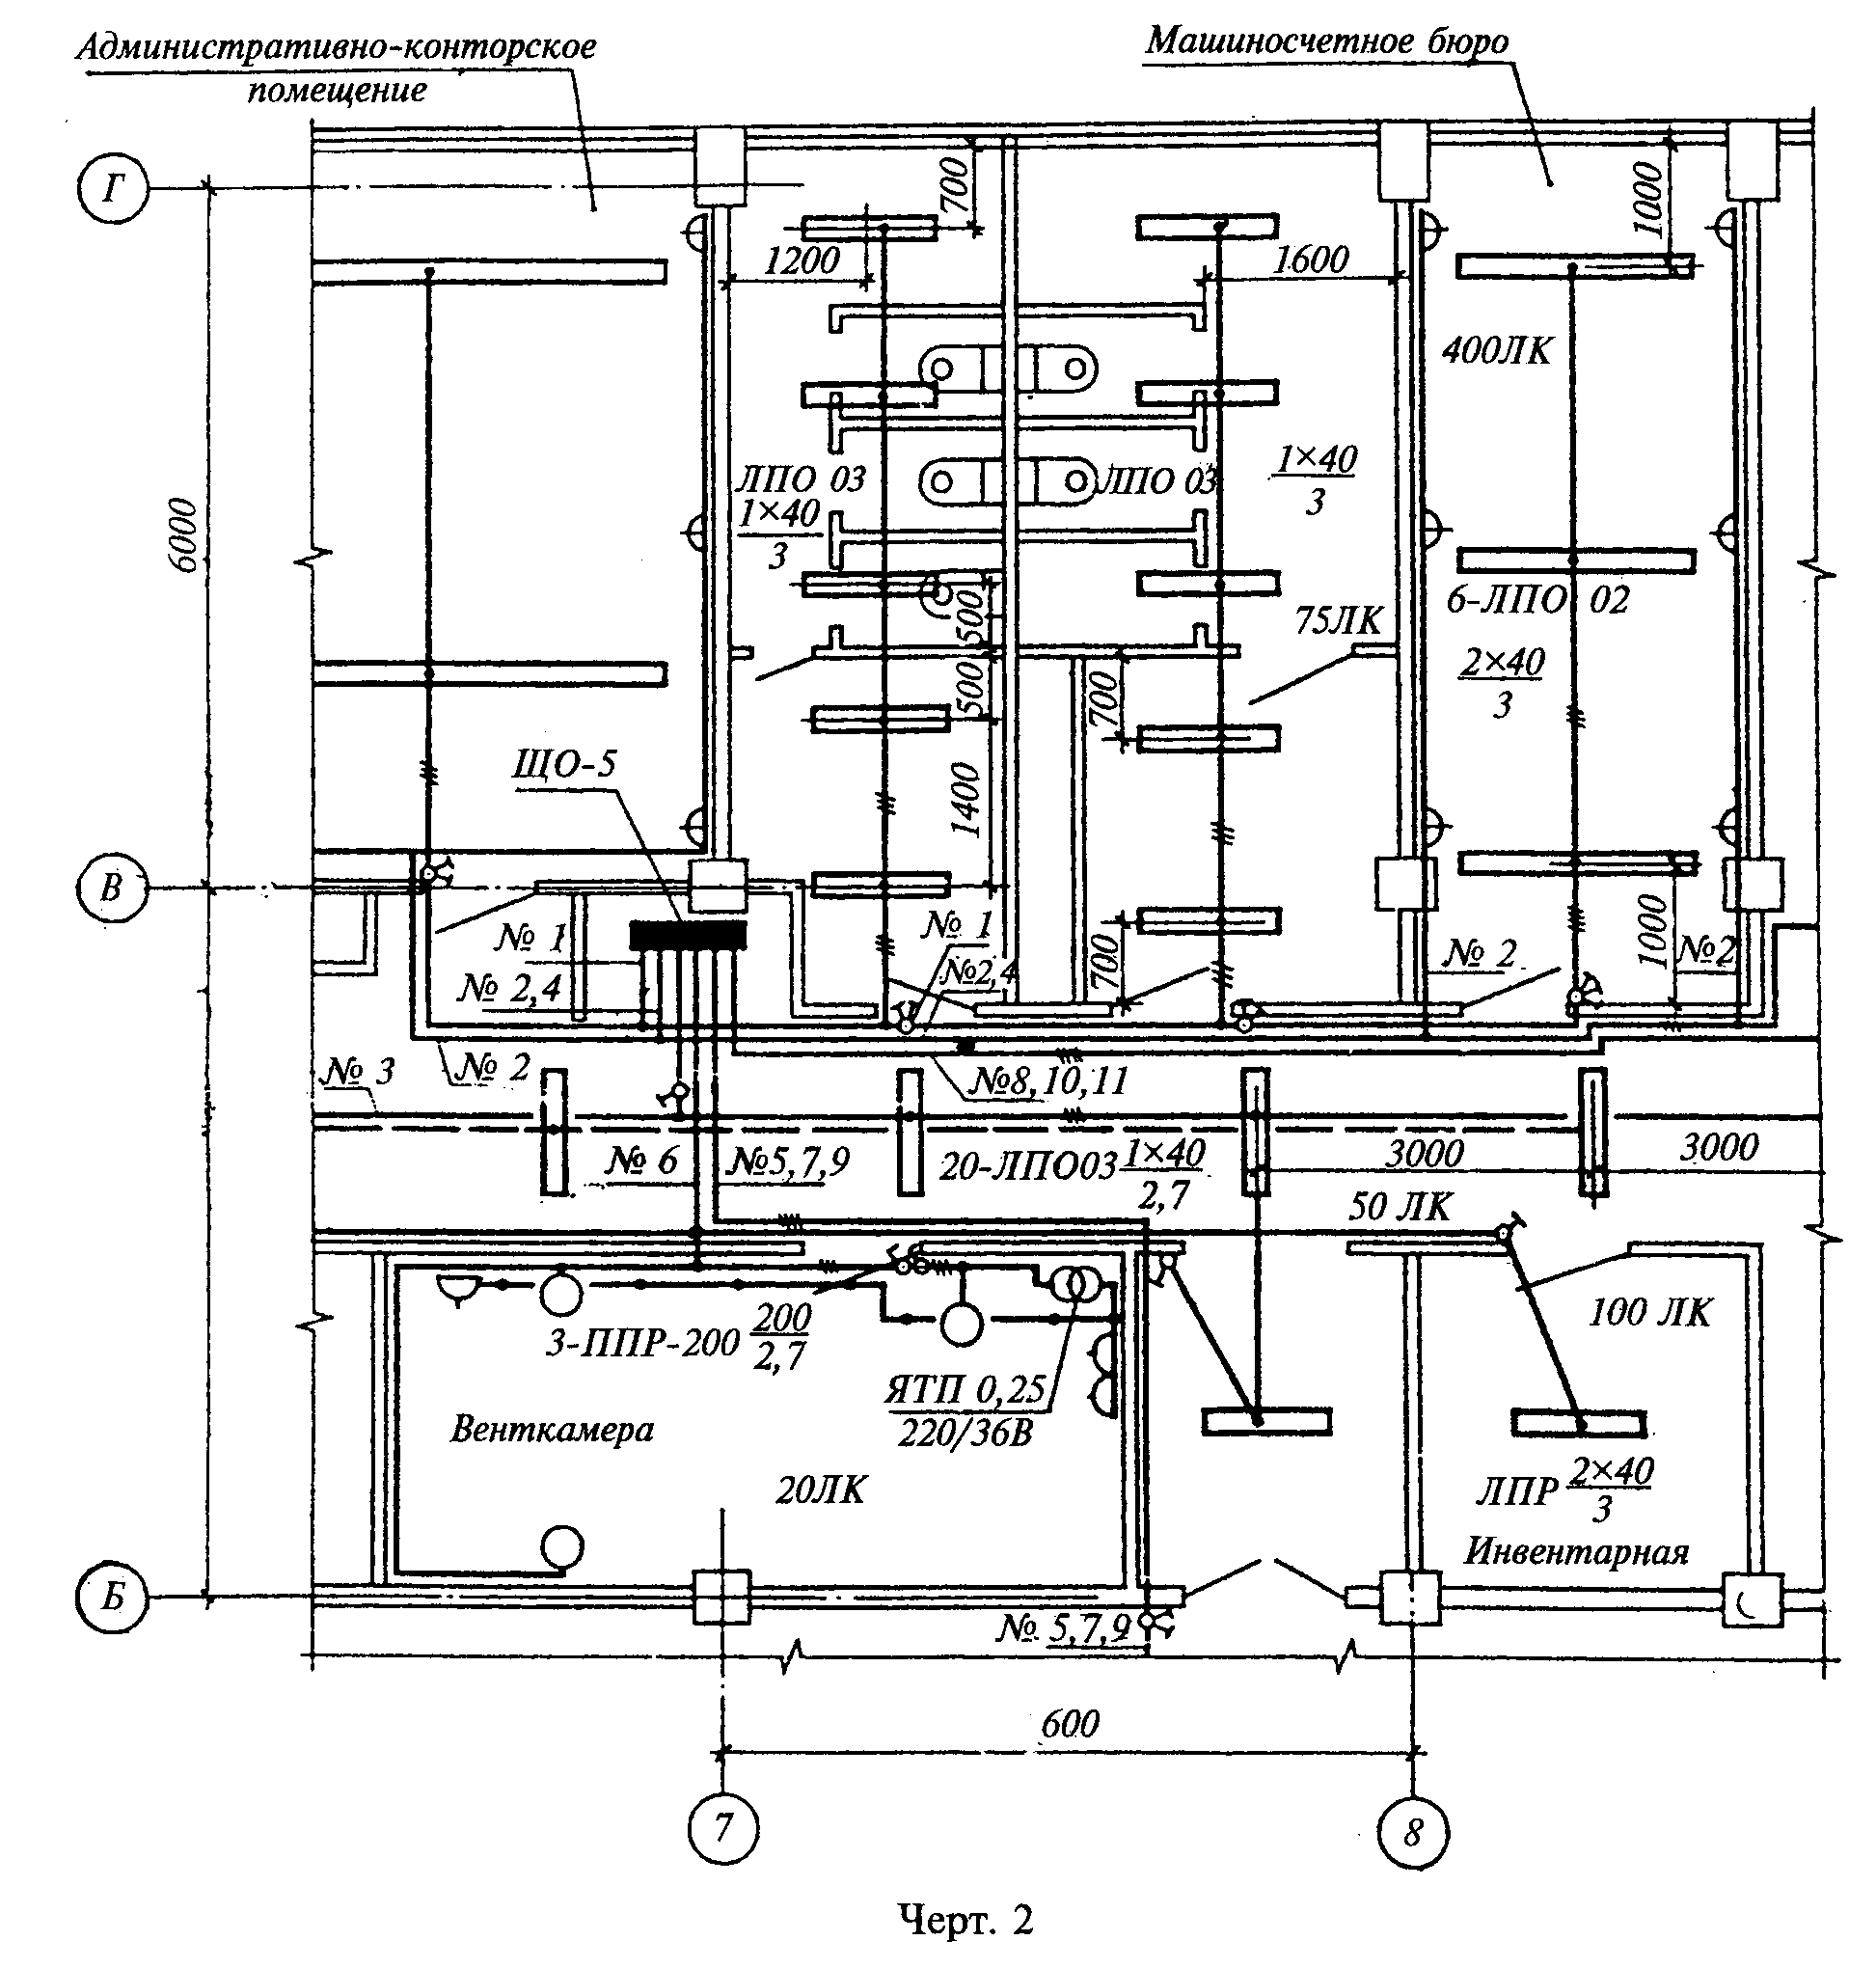 Административно-конторское
помещение
Машиносчетное бюро
Г
700
1000
1200
1600
400ЛК
6000
ЛПО 03
1×40
3
ЛПО 03
1×40
3
500
75ЛК
6-ЛПО 02
2×40
3
500
700
ЩО-5
1400
В
№ 1
№ 2,4
№ 1
№2,4
700
№ 2
1000
№2
№ 3
№ 2
№8,10,11
№ 6
№5,7,9
20-ЛПО03 1×40
2,7
3000
3000
50 ЛК
3-ППР-200 200
2,7
100 ЛК
ЯТП 0,25
220/36В
Венткамера
20ЛК
ЛПР 2×40
3
Инвентарная
Б
№ 5,7,9
600
7
8
Черт. 2